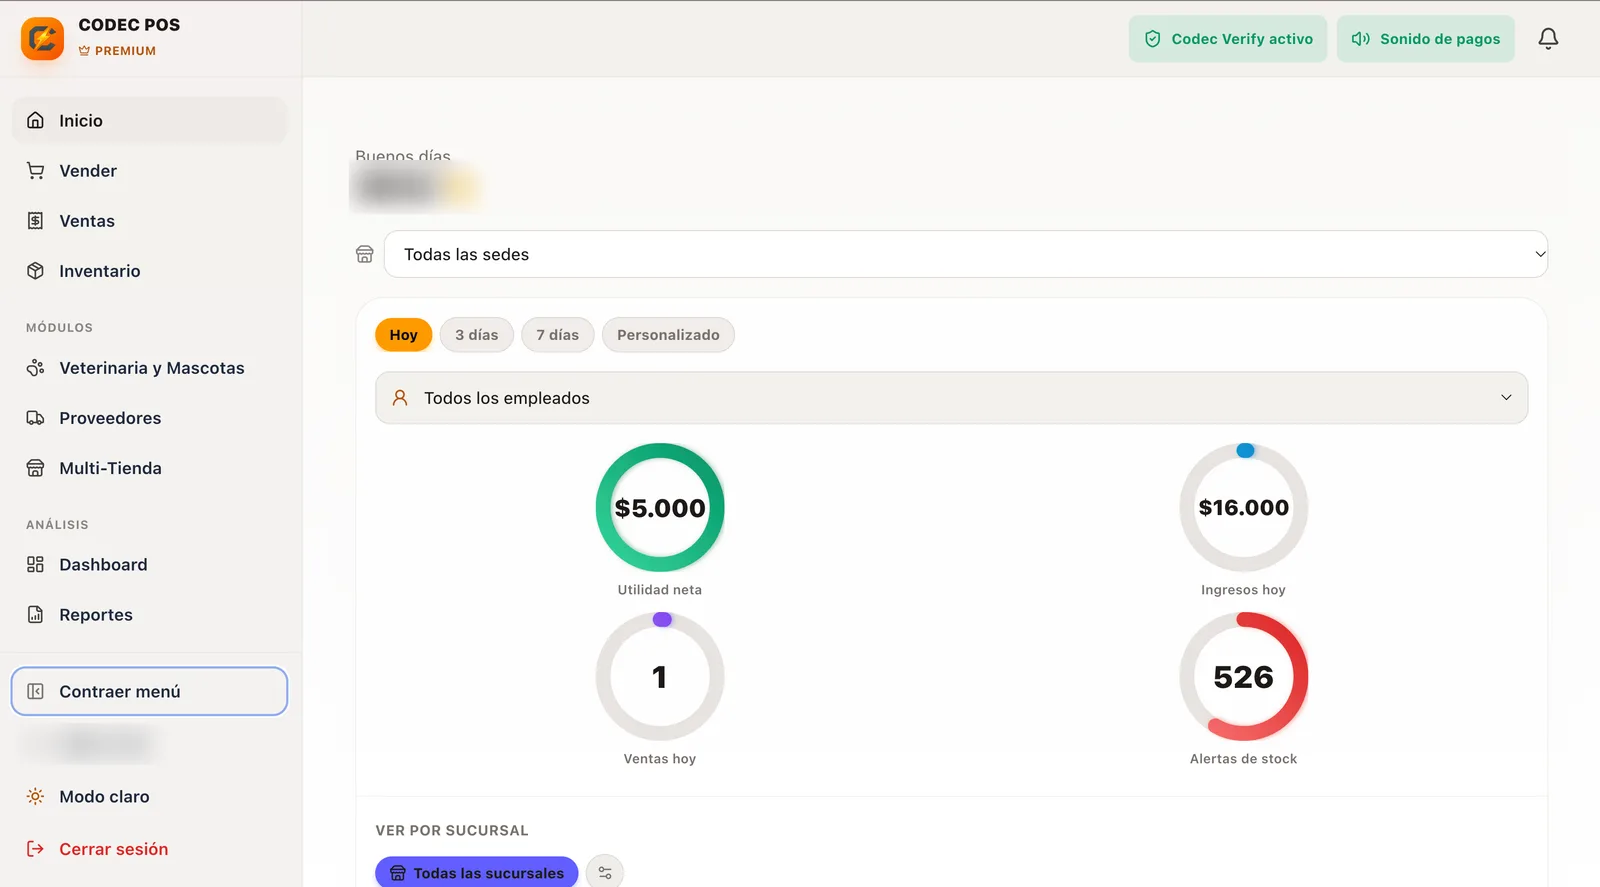 CODEC POS
PREMIUM
Codec Verify activo
Sonido de pagos
Inicio
Vender
Ventas
Inventario
MÓDULOS
Veterinaria y Mascotas
Proveedores
Multi-Tienda
ANÁLISIS
Dashboard
Reportes
Contraer menú
Modo claro
Cerrar sesión
Buenos días
Todas las sedes
Hoy
3 días
7 días
Personalizado
Todos los empleados
$5.000
Utilidad neta
$16.000
Ingresos hoy
1
Ventas hoy
526
Alertas de stock
VER POR SUCURSAL
Todas las sucursales